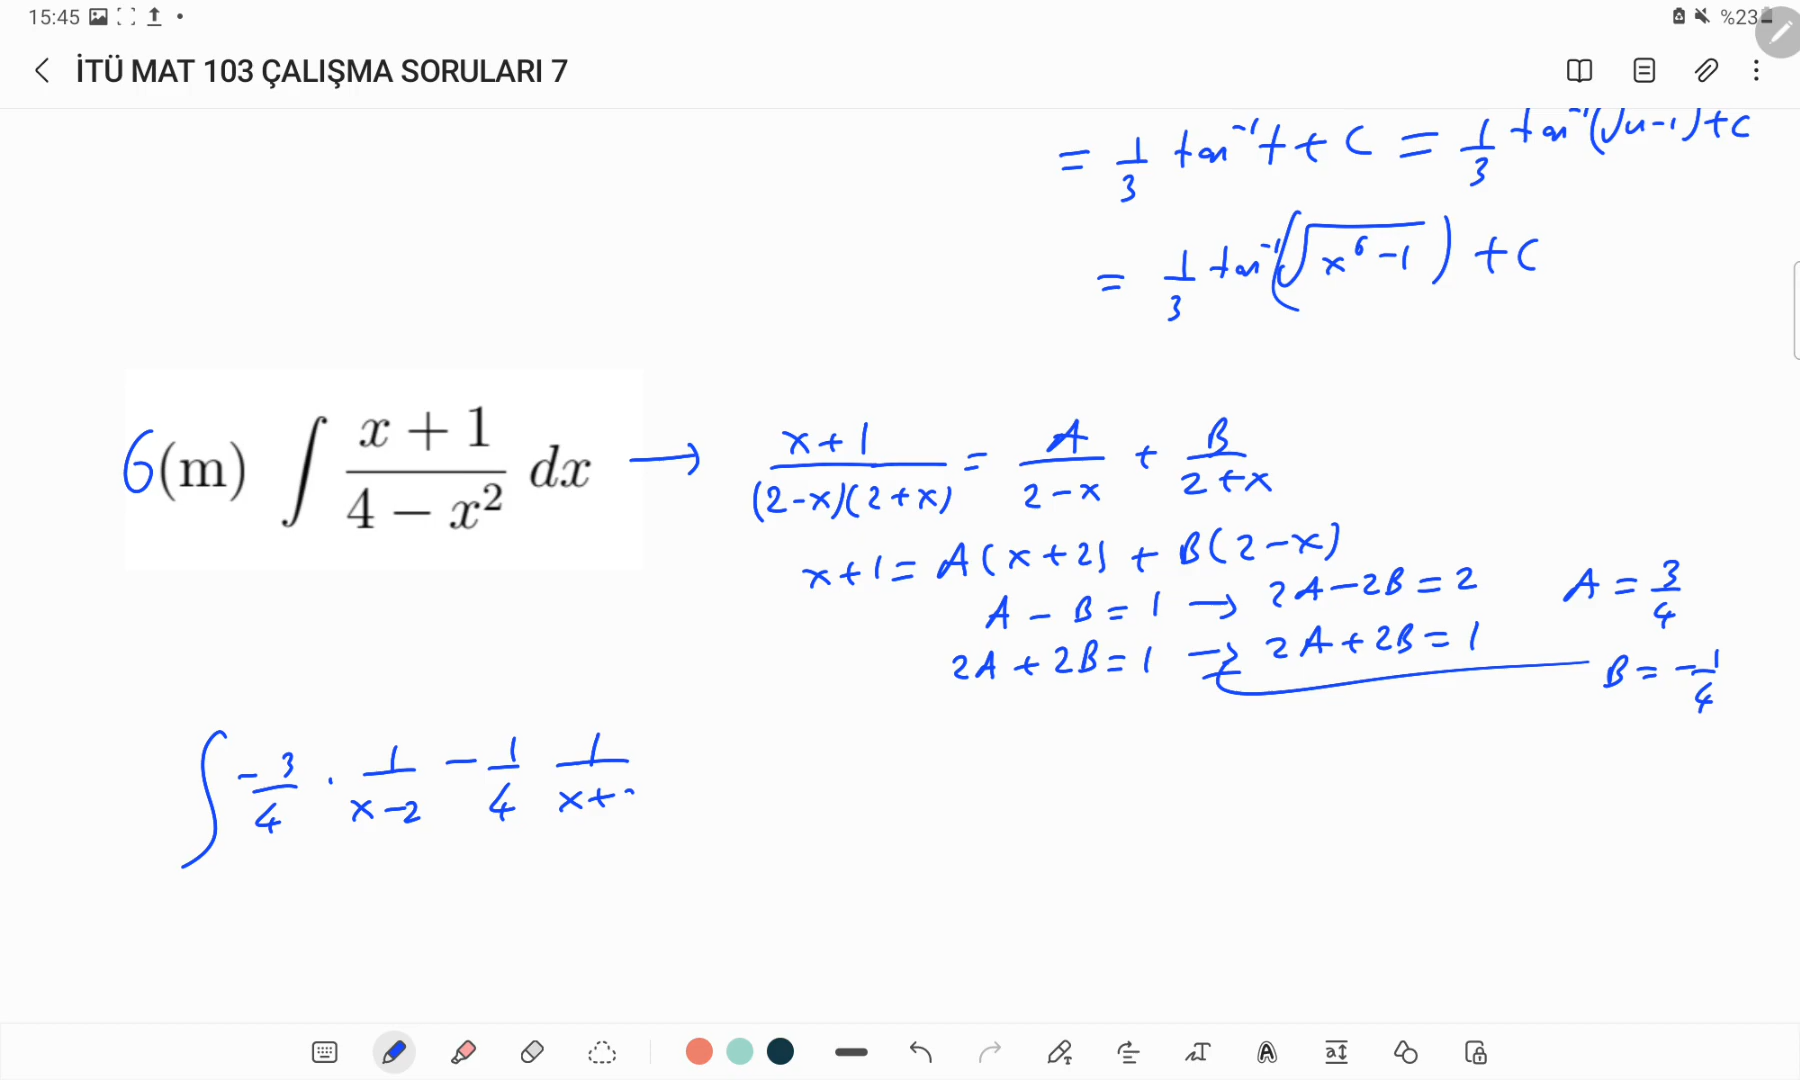 15:45 %23
İTÜ MAT 103 ÇALIŞMA SORULARI 7
= 1/3 tan⁻¹ t + C = 1/3 tan⁻¹(√u-1) + C
= 1/3 tan⁻¹(√x⁶-1) + C
6(m) ∫ x + 1 / 4 − x² dx → x+1 / (2-x)(2+x) = A / 2-x + B / 2+x
x+1 = A(x+2) + B(2-x)
A - B = 1 → 2A-2B = 2 A = 3/4
2A + 2B = 1 → 2A + 2B = 1 B = -1/4
∫ -3/4 · 1/x-2 - 1/4 1/x+